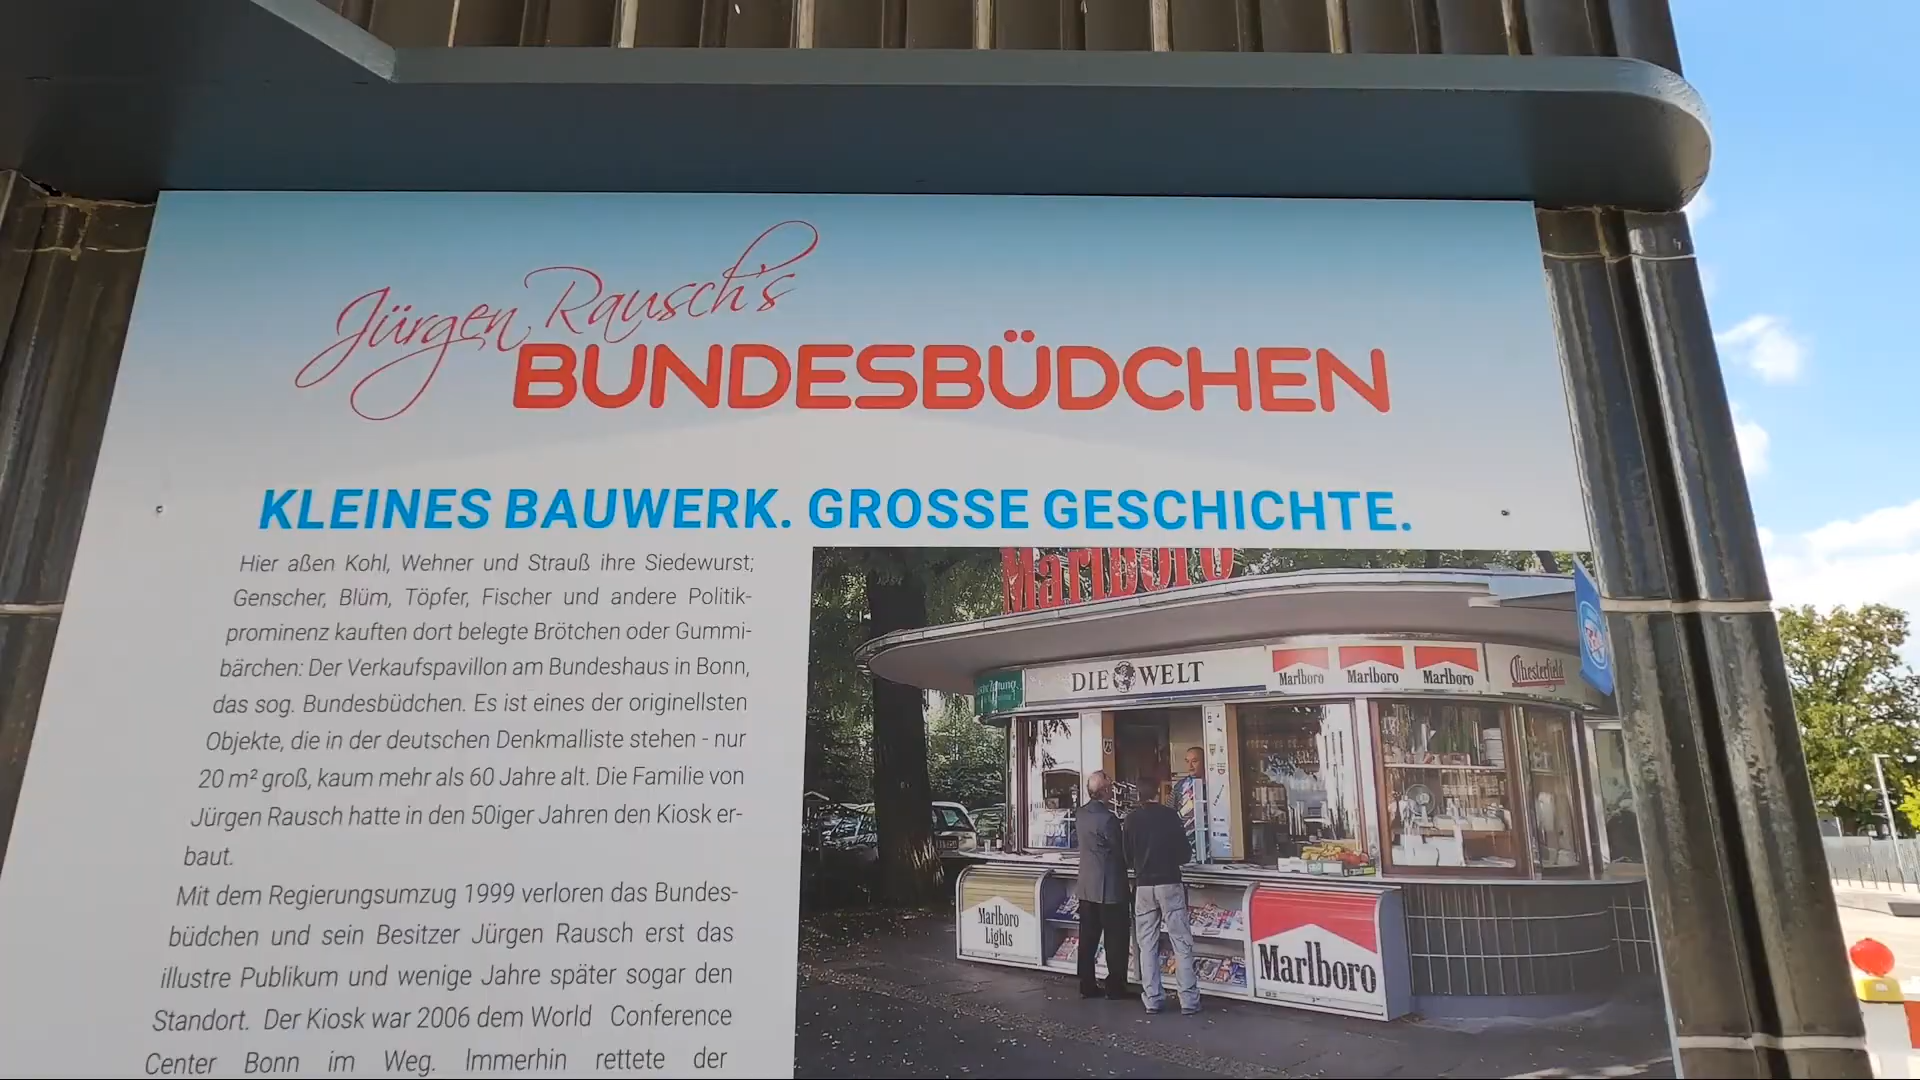 Jürgen Rausch's
BUNDESBÜDCHEN
KLEINES BAUWERK. GROSSE GESCHICHTE.
Hier aßen Kohl, Wehner und Strauß ihre Siedewurst;
Genscher, Blüm, Töpfer, Fischer und andere Politik-
prominenz kauften dort belegte Brötchen oder Gummi-
bärchen: Der Verkaufspavillon am Bundeshaus in Bonn,
das sog. Bundesbüdchen. Es ist eines der originellsten
Objekte, die in der deutschen Denkmalliste stehen - nur
20 m² groß, kaum mehr als 60 Jahre alt. Die Familie von
Jürgen Rausch hatte in den 50iger Jahren den Kiosk er-
baut.
Mit dem Regierungsumzug 1999 verloren das Bundes-
büdchen und sein Besitzer Jürgen Rausch erst das
illustre Publikum und wenige Jahre später sogar den
Standort. Der Kiosk war 2006 dem World Conference
Center Bonn im Weg. Immerhin rettete der
Marlboro
DIE WELT
Marlboro
Marlboro
Marlboro
Chesterfield
Marlboro
Lights
Marlboro